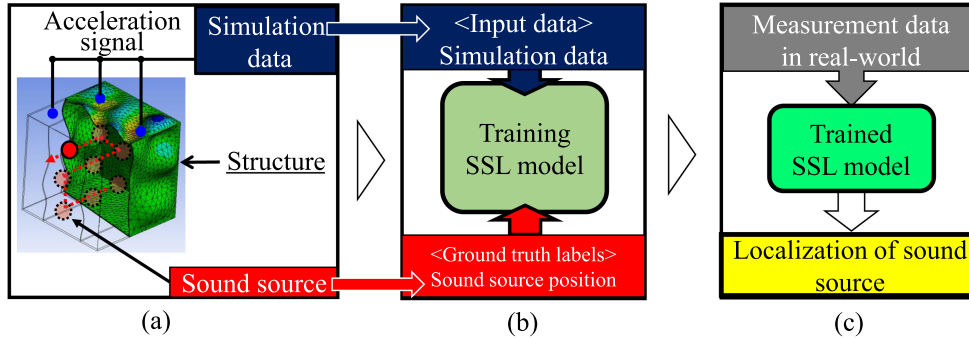 Acceleration
signal
Simulation
data
Structure
Sound source
(a)
<Input data>
Simulation data
Training
SSL model
<Ground truth labels>
Sound source position
(b)
Measurement data
in real-world
Trained
SSL model
Localization of sound
source
(c)